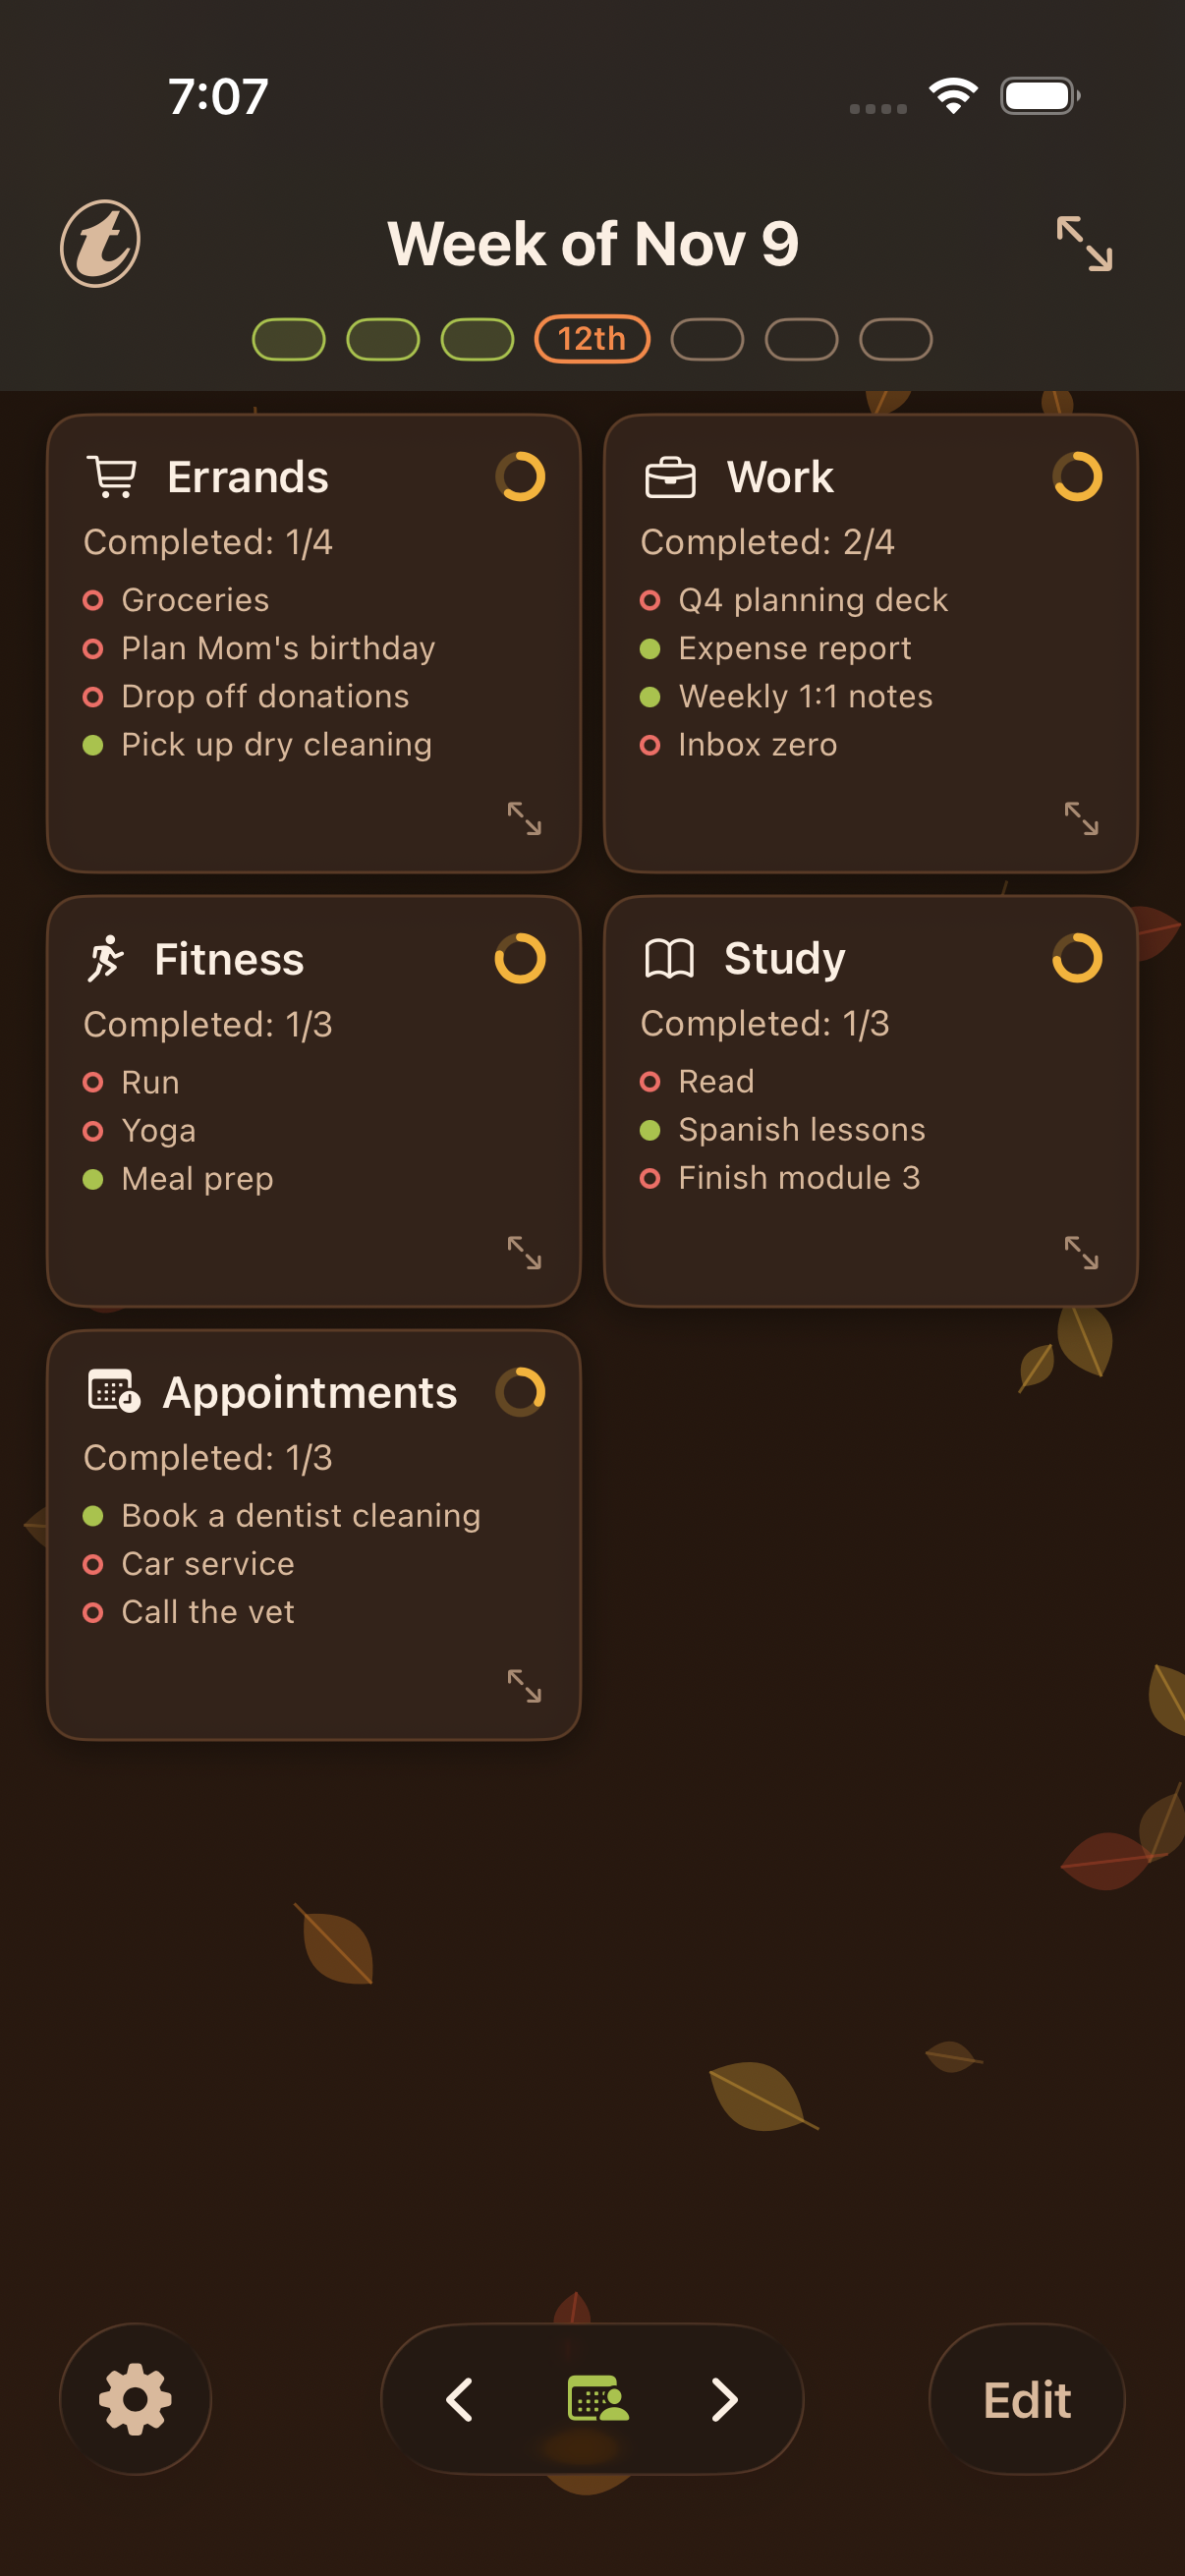 7:07
t
Week of Nov 9
12th
Errands
Completed: 1/4
Groceries
Plan Mom's birthday
Drop off donations
Pick up dry cleaning
Work
Completed: 2/4
Q4 planning deck
Expense report
Weekly 1:1 notes
Inbox zero
Fitness
Completed: 1/3
Run
Yoga
Meal prep
Study
Completed: 1/3
Read
Spanish lessons
Finish module 3
Appointments
Completed: 1/3
Book a dentist cleaning
Car service
Call the vet
Edit